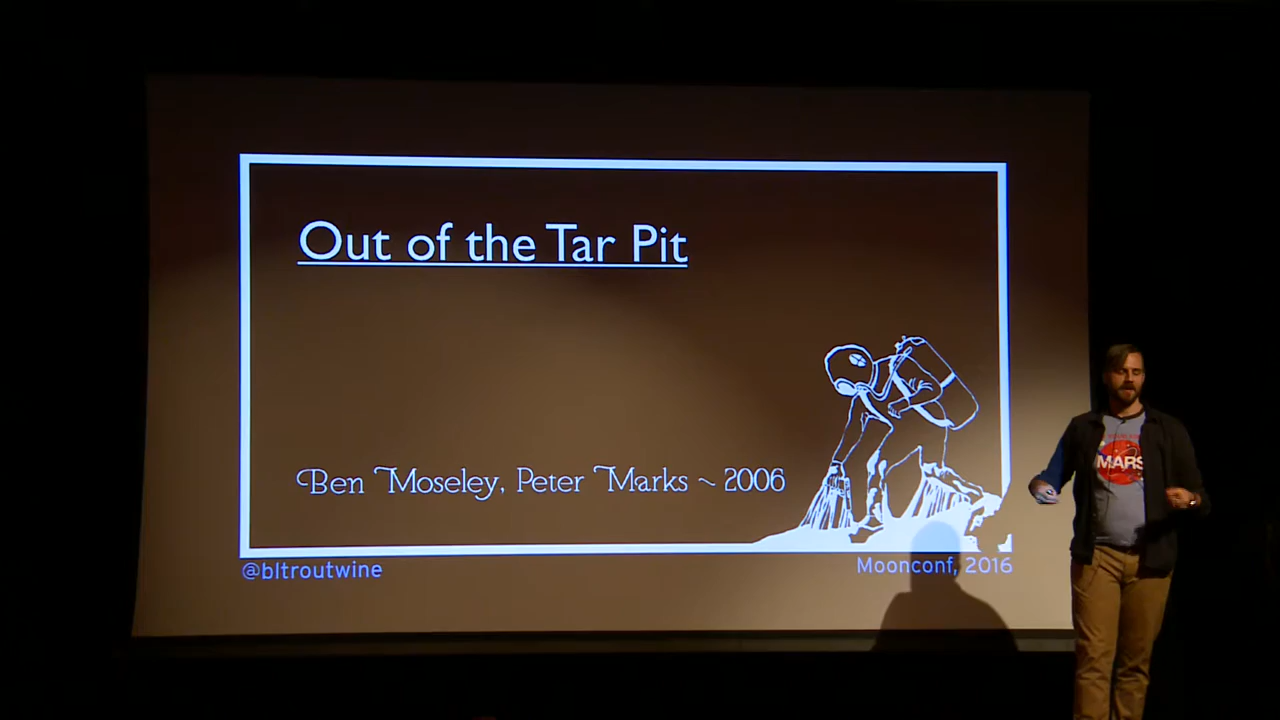 Out of the Tar Pit
Ben Moseley, Peter Marks ~ 2006
@bltroutwine
Moonconf, 2016
MARS